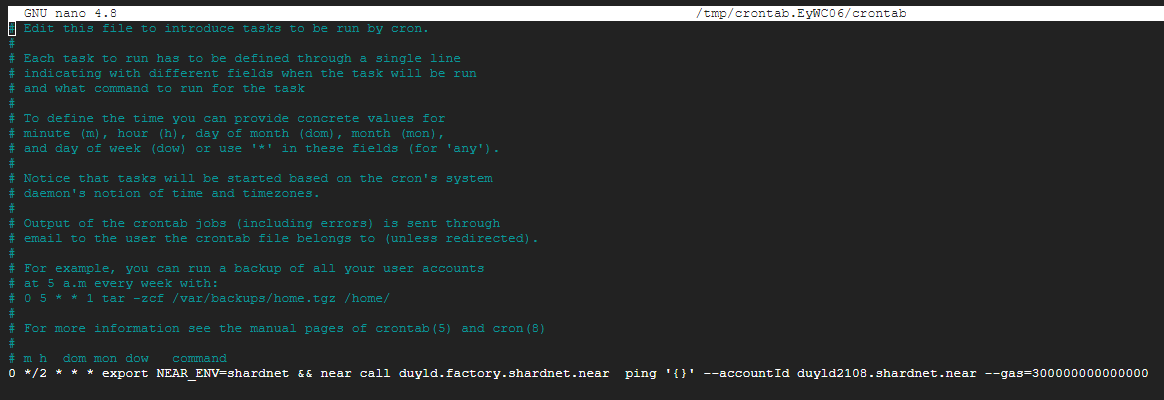 GNU nano 4.8 /tmp/crontab.EyWC06/crontab
# Edit this file to introduce tasks to be run by cron.
#
# Each task to run has to be defined through a single line
# indicating with different fields when the task will be run
# and what command to run for the task
#
# To define the time you can provide concrete values for
# minute (m), hour (h), day of month (dom), month (mon),
# and day of week (dow) or use '*' in these fields (for 'any').
#
# Notice that tasks will be started based on the cron's system
# daemon's notion of time and timezones.
#
# Output of the crontab jobs (including errors) is sent through
# email to the user the crontab file belongs to (unless redirected).
#
# For example, you can run a backup of all your user accounts
# at 5 a.m every week with:
# 0 5 * * 1 tar -zcf /var/backups/home.tgz /home/
#
# For more information see the manual pages of crontab(5) and cron(8)
#
# m h  dom mon dow   command
0 */2 * * * export NEAR_ENV=shardnet && near call duyld.factory.shardnet.near  ping '{}' --accountId duyld2108.shardnet.near --gas=300000000000000